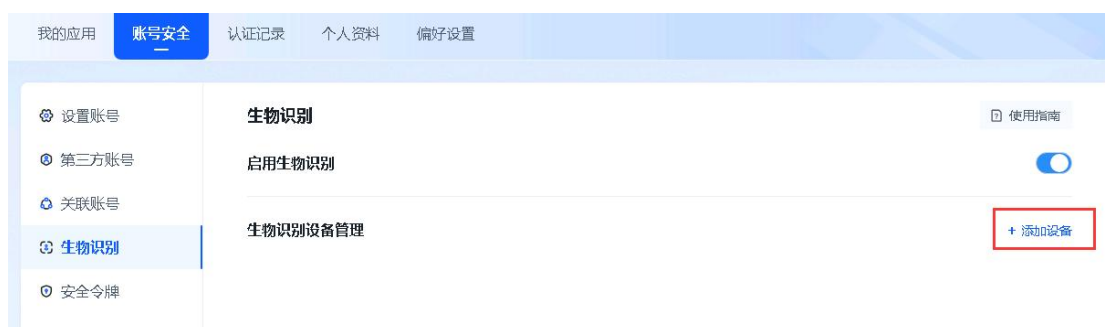 我的应用 账号安全 认证记录 个人资料 偏好设置
设置账号
第三方账号
关联账号
生物识别
安全令牌
生物识别
使用指南
启用生物识别
生物识别设备管理
+ 添加设备